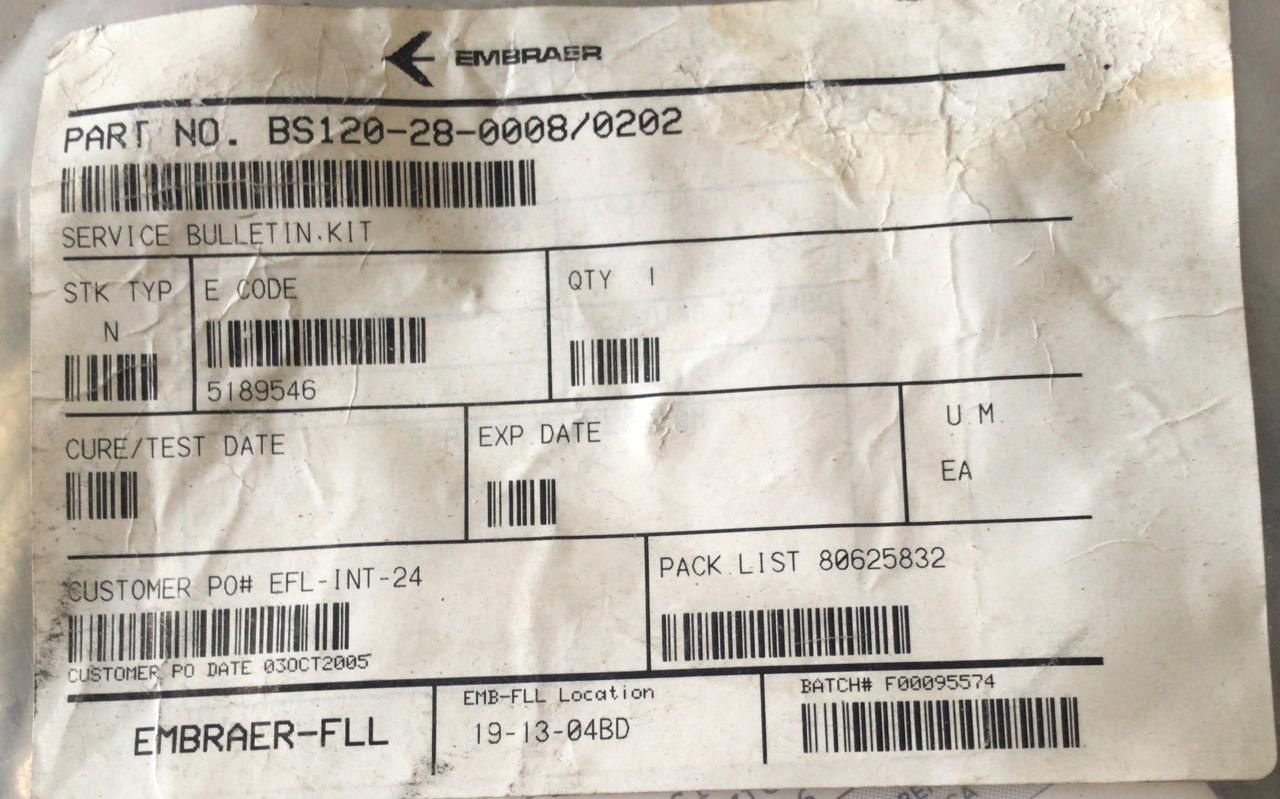 EMBRAER
PART NO. BS120-28-0008/0202
SERVICE BULLETIN.KIT
STK TYP
N
E CODE
5189546
QTY 1
CURE/TEST DATE
EXP DATE
U.M.
EA
CUSTOMER PO# EFL-INT-24
CUSTOMER PO DATE 03OCT2005
PACK LIST 80625832
EMBRAER-FLL
EMB-FLL Location
19-13-04BD
BATCH# F00095574